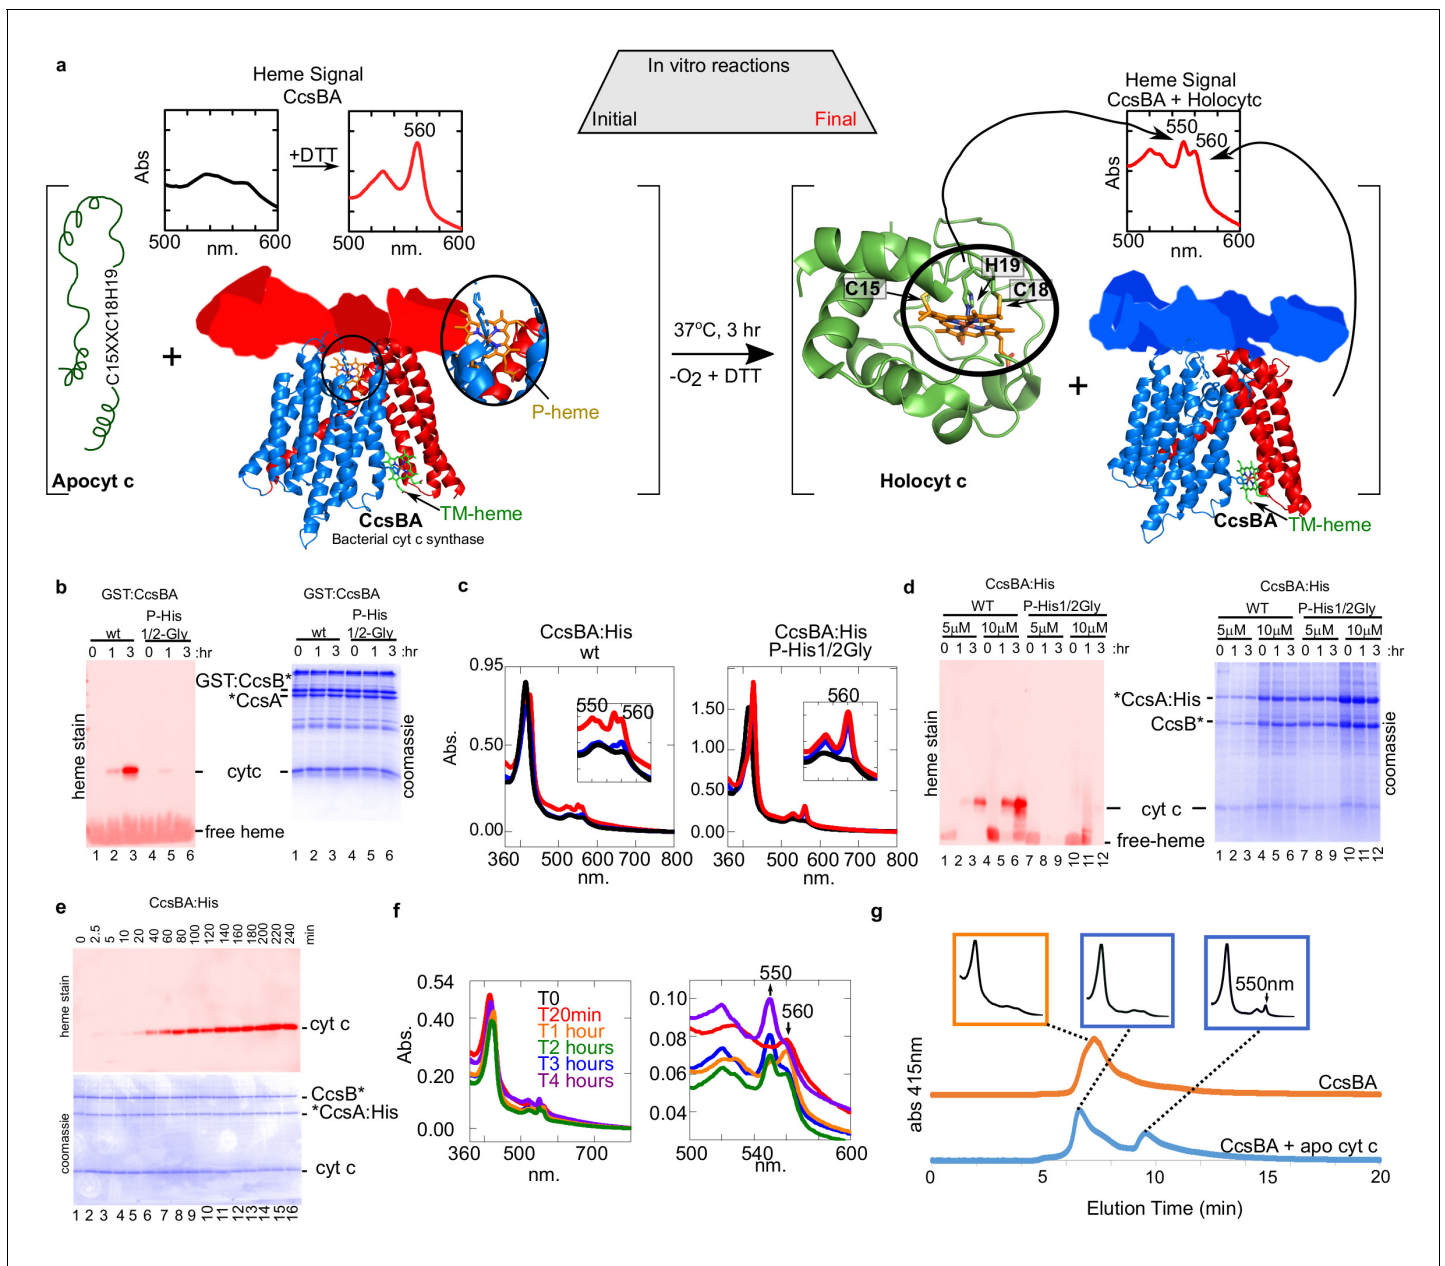 a
Heme Signal
CcsBA
Abs
500
600
nm.
+DTT
560
500
600
nm.
In vitro reactions
Initial
Final
Heme Signal
CcsBA + Holocytc
550
560
Abs
500
600
nm.
C15XXC18H19
Apocyt c
+
P-heme
TM-heme
CcsBA
Bacterial cyt c synthase
37°C, 3 hr
-O2 + DTT
C15
H19
C18
Holocyt c
+
CcsBA
TM-heme
b
GST:CcsBA
P-His
wt 1/2-Gly
0 1 3 0 1 3 :hr
heme stain
1 2 3 4 5 6
GST:CcsBA
P-His
wt 1/2-Gly
0 1 3 0 1 3 :hr
GST:CcsB*
*CcsA
cytc
free heme
coomassie
1 2 3 4 5 6
c
CcsBA:His
wt
0.95
0.50
0.00
Abs.
550
560
360 500 600 700 800
nm.
CcsBA:His
P-His1/2Gly
1.50
1.00
0.50
0.00
560
360 500 600 700 800
nm.
d
CcsBA:His
WT P-His1/2Gly
5µM 10µM 5µM 10µM
0 1 3 0 1 3 0 1 3 0 1 3 :hr
heme stain
1 2 3 4 5 6 7 8 9 10 11 12
CcsBA:His
WT P-His1/2Gly
5µM 10µM 5µM 10µM
0 1 3 0 1 3 0 1 3 0 1 3 :hr
*CcsA:His
CcsB*
cyt c
free-heme
coomassie
1 2 3 4 5 6 7 8 9 10 11 12
e
CcsBA:His
0 2.5 5 10 20 40 60 80 100 120 140 160 180 200 220 240 min
heme stain
cyt c
coomassie
CcsB*
*CcsA:His
cyt c
1 2 3 4 5 6 7 8 9 10 11 12 13 14 15 16
f
0.54
0.40
0.20
0.00
Abs.
T0
T20min
T1 hour
T2 hours
T3 hours
T4 hours
360 500 700
nm.
0.10
0.08
0.06
0.04
550
560
500 540 600
nm.
g
550nm
abs 415nm
CcsBA
CcsBA + apo cyt c
0 5 10 15 20
Elution Time (min)